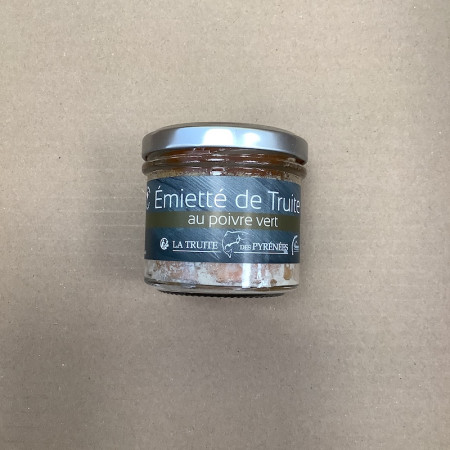 Émietté de Truite
au poivre vert
LA TRUITE DES PYRÉNÉES